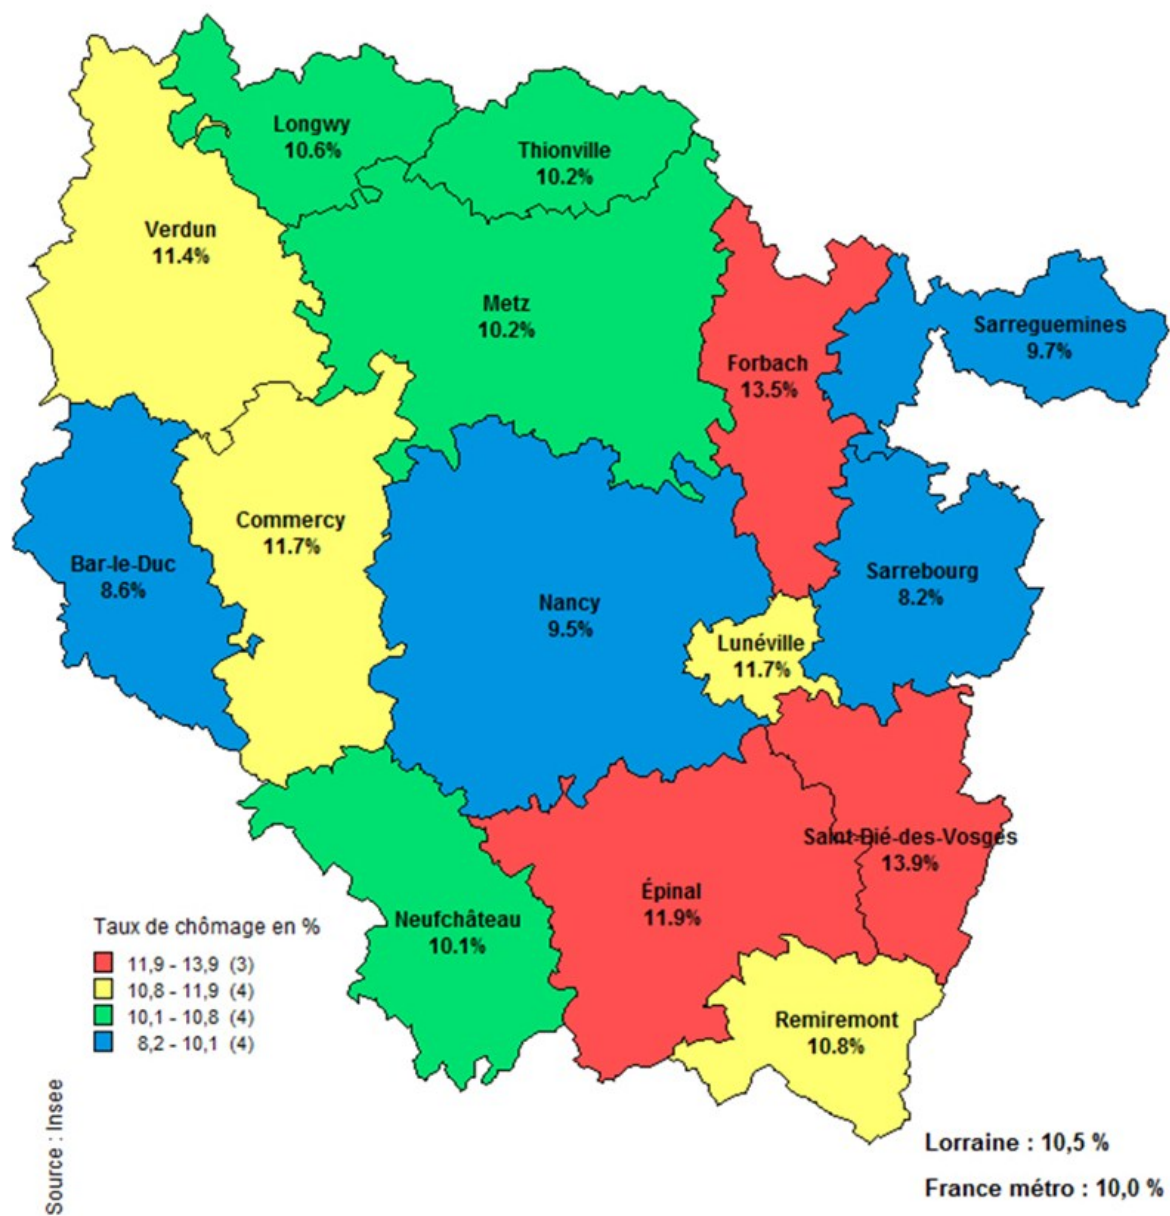 Longwy
10.6%
Thionville
10.2%
Verdun
11.4%
Metz
10.2%
Sarreguemines
9.7%
Forbach
13.5%
Commercy
11.7%
Bar-le-Duc
8.6%
Sarrebourg
8.2%
Nancy
9.5%
Lunéville
11.7%
Saint-Dié-des-Vosges
13.9%
Épinal
11.9%
Neufchâteau
10.1%
Remiremont
10.8%
Taux de chômage en %
11,9 - 13,9 (3)
10,8 - 11,9 (4)
10,1 - 10,8 (4)
8,2 - 10,1 (4)
Source : Insee
Lorraine : 10,5 %
France métro : 10,0 %